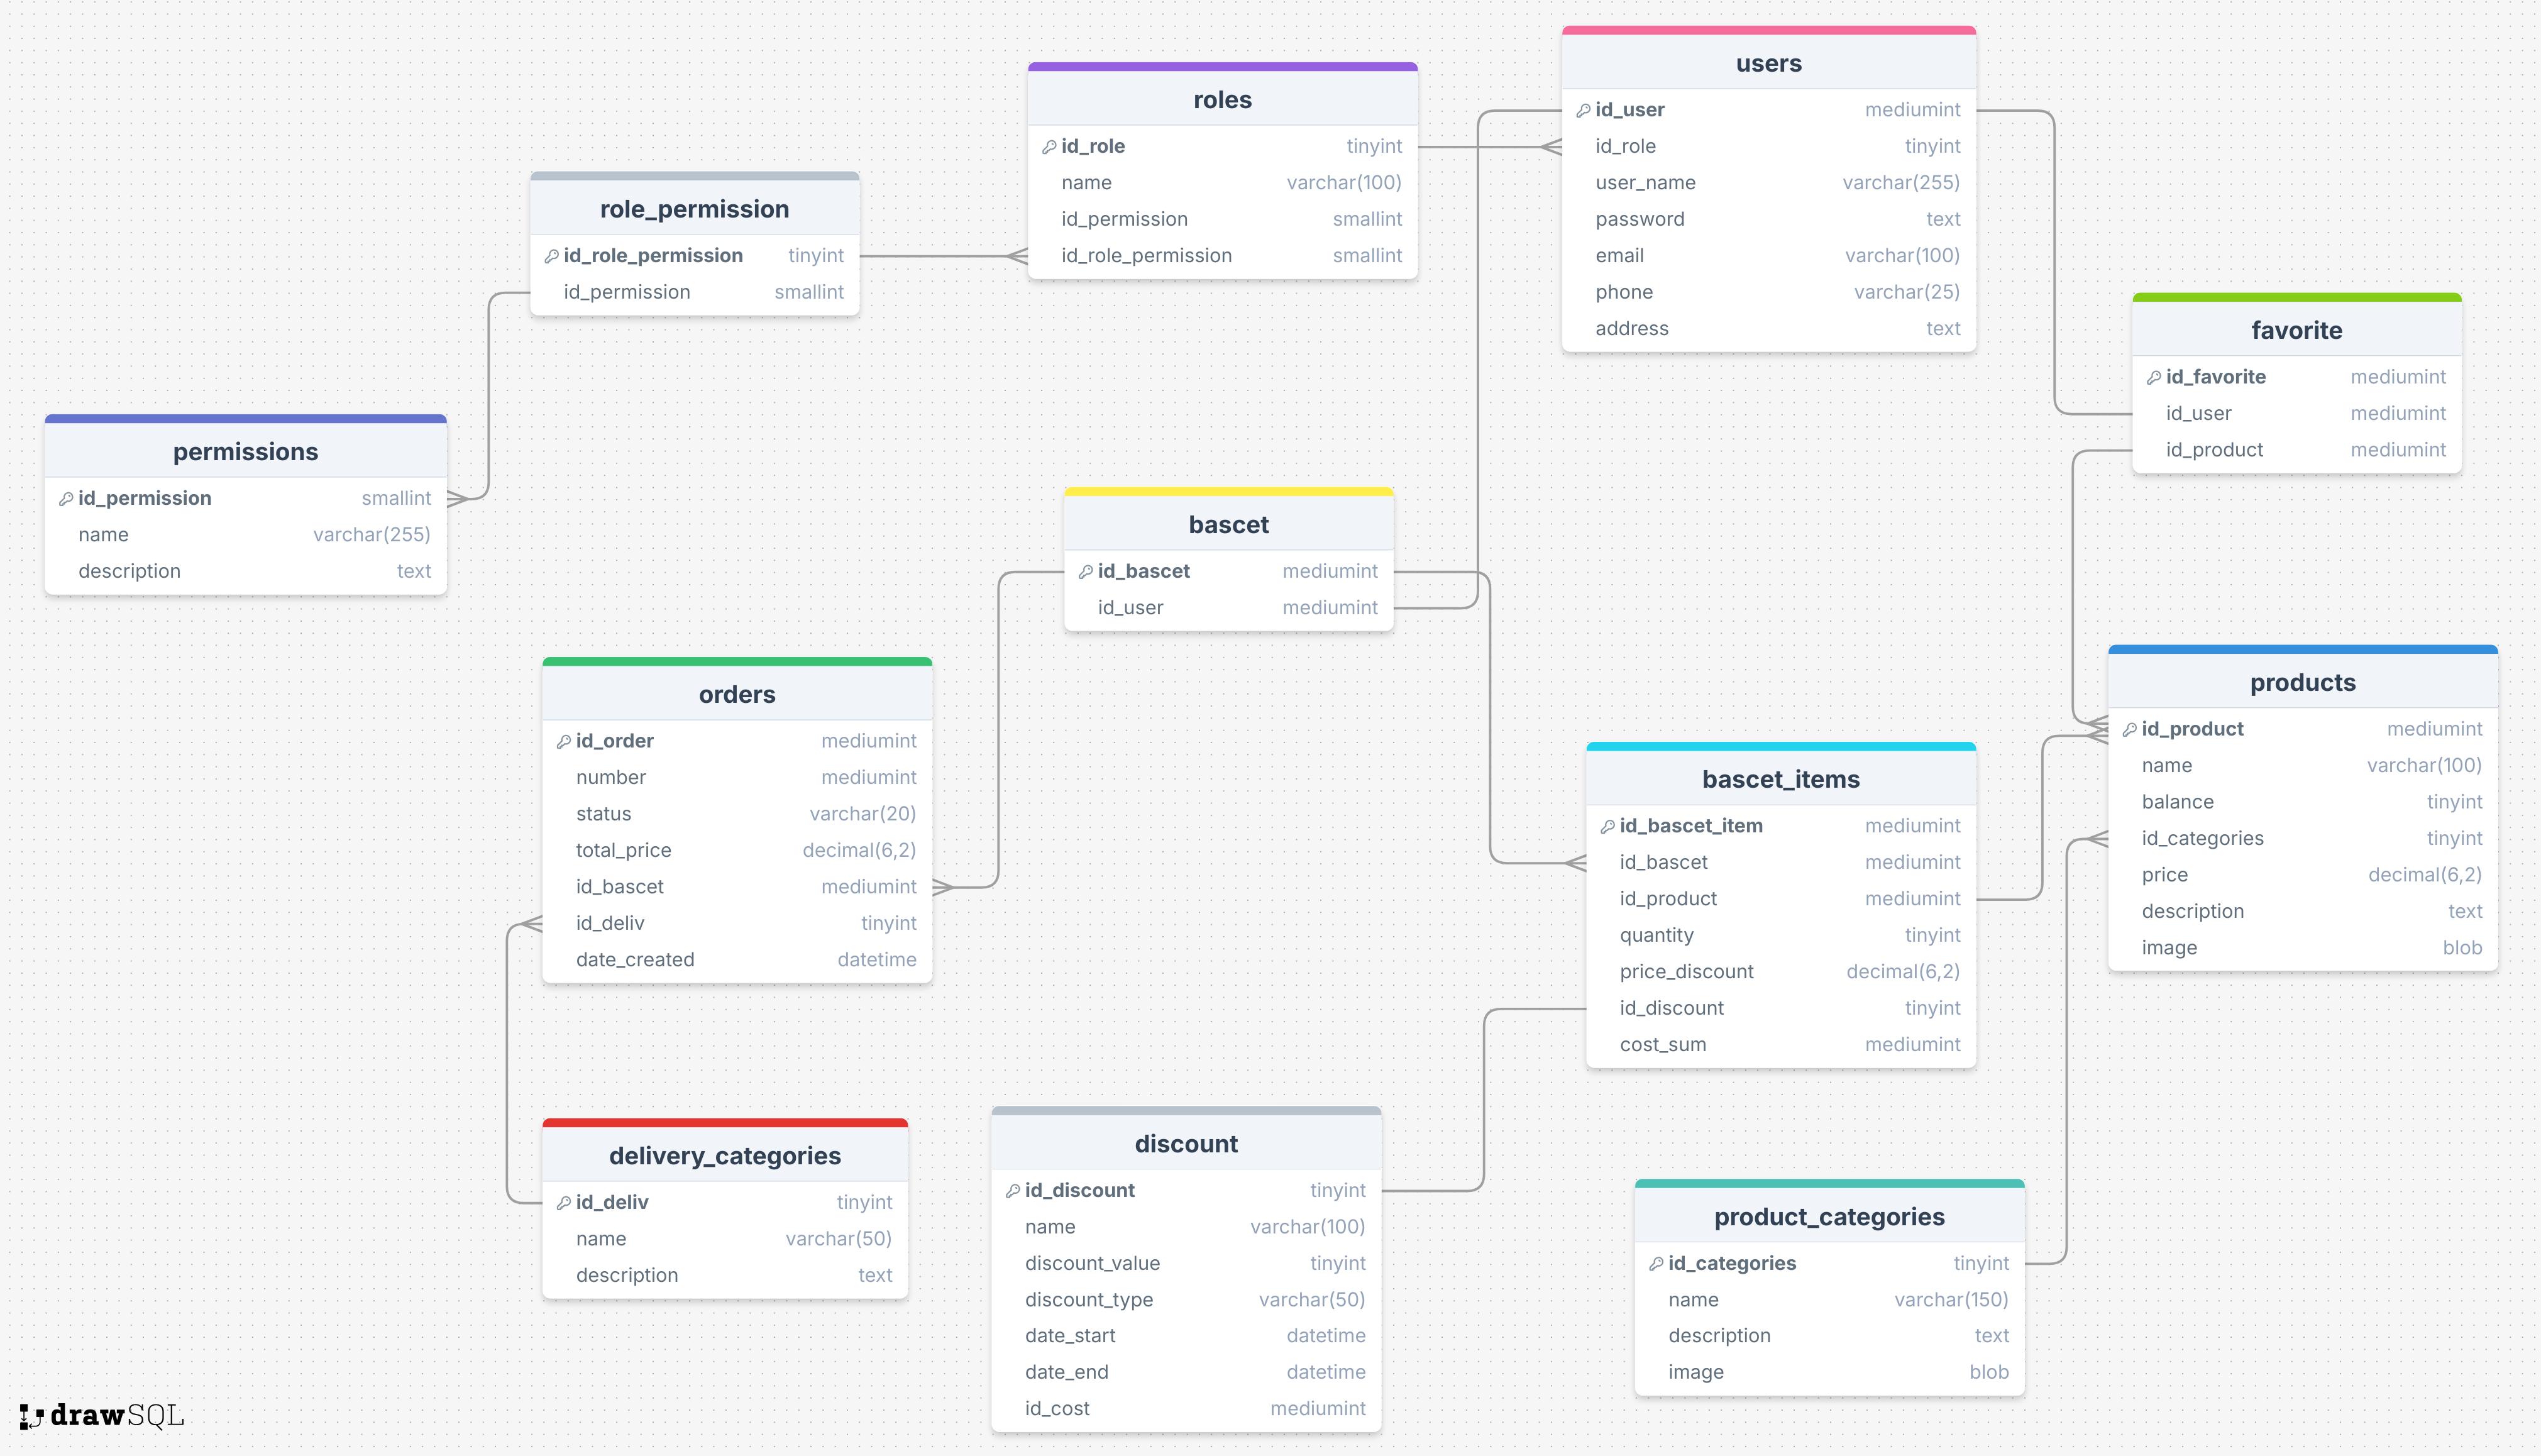 users
id_user mediumint
id_role tinyint
user_name varchar(255)
password text
email varchar(100)
phone varchar(25)
address text
roles
id_role tinyint
name varchar(100)
id_permission smallint
id_role_permission smallint
role_permission
id_role_permission tinyint
id_permission smallint
favorite
id_favorite mediumint
id_user mediumint
id_product mediumint
permissions
id_permission smallint
name varchar(255)
description text
bascet
id_bascet mediumint
id_user mediumint
orders
id_order mediumint
number mediumint
status varchar(20)
total_price decimal(6,2)
id_bascet mediumint
id_deliv tinyint
date_created datetime
products
id_product mediumint
name varchar(100)
balance tinyint
id_categories tinyint
price decimal(6,2)
description text
image blob
bascet_items
id_bascet_item mediumint
id_bascet mediumint
id_product mediumint
quantity tinyint
price_discount decimal(6,2)
id_discount tinyint
cost_sum mediumint
delivery_categories
id_deliv tinyint
name varchar(50)
description text
discount
id_discount tinyint
name varchar(100)
discount_value tinyint
discount_type varchar(50)
date_start datetime
date_end datetime
id_cost mediumint
product_categories
id_categories tinyint
name varchar(150)
description text
image blob
drawSQL